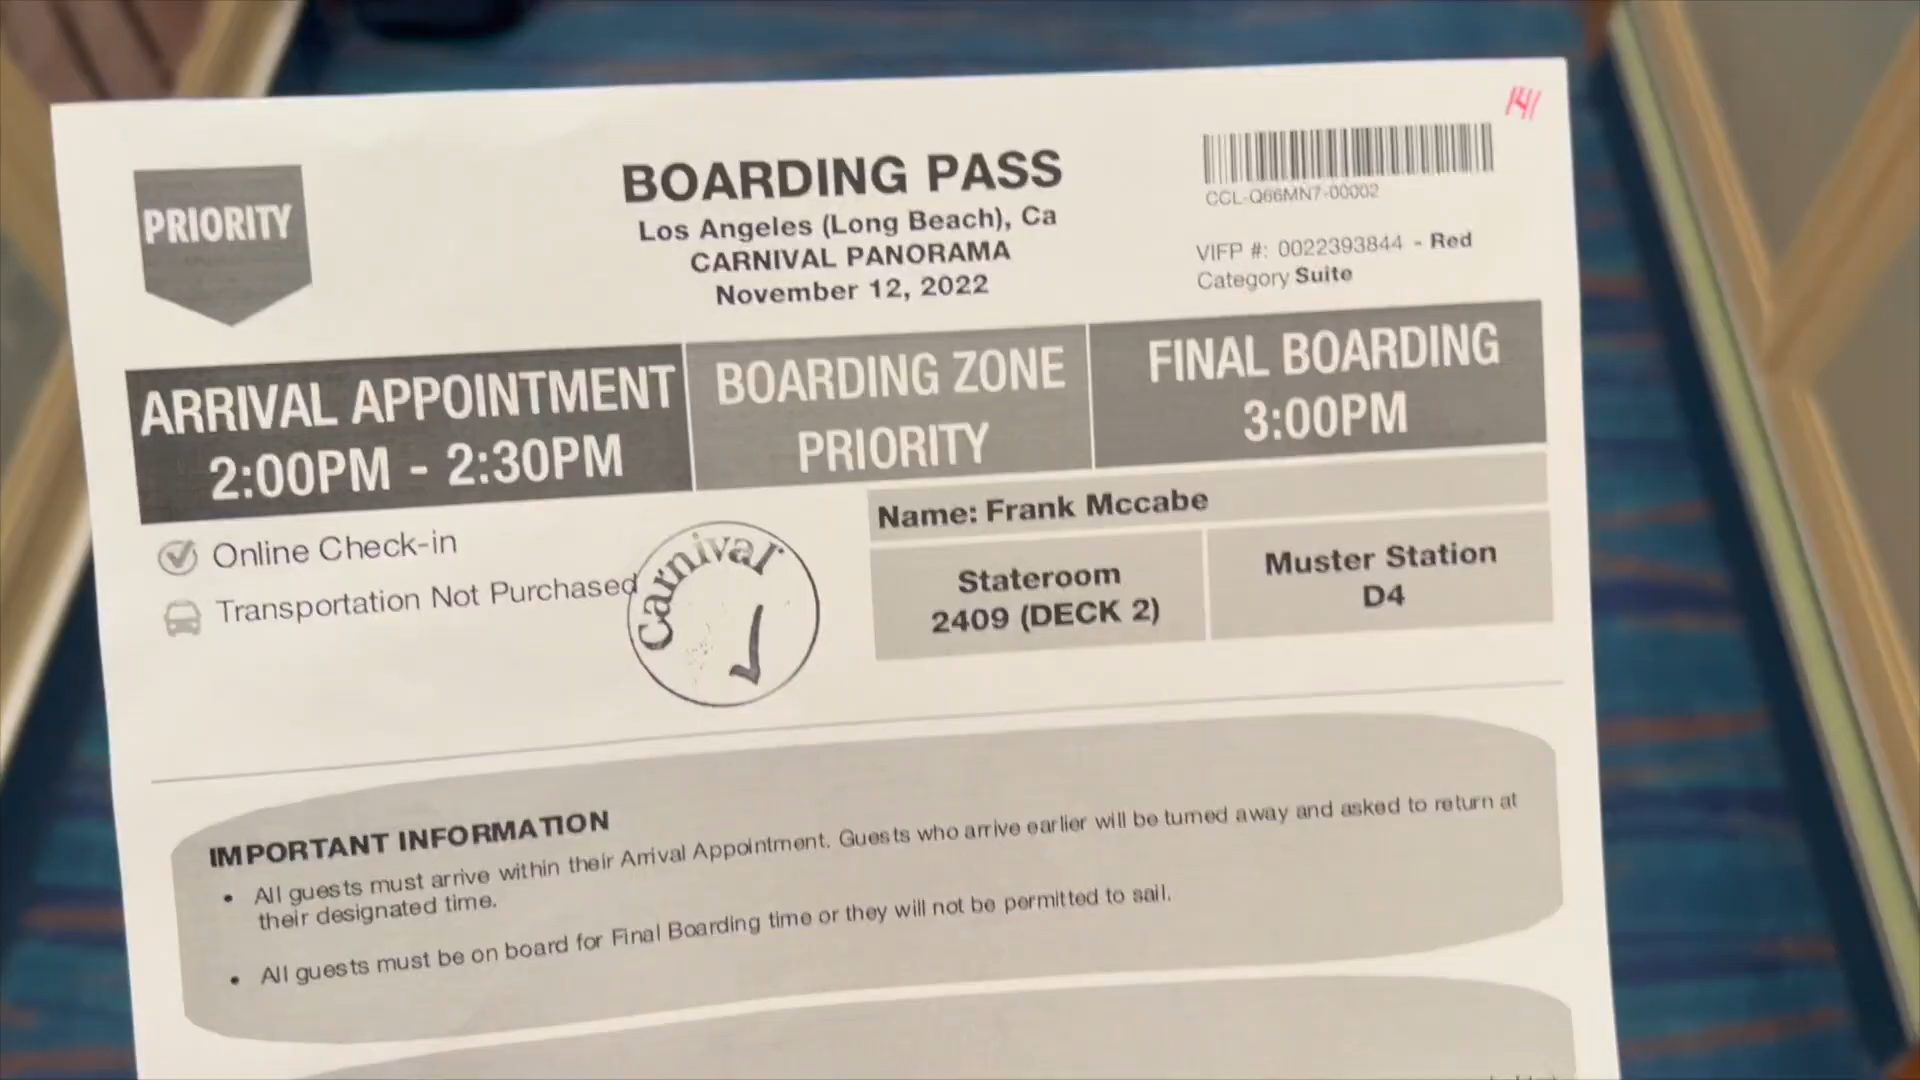 141
PRIORITY
BOARDING PASS
Los Angeles (Long Beach), Ca
CARNIVAL PANORAMA
November 12, 2022
CCL-Q66MN7-00002
VIFP #: 0022393844 - Red
Category Suite
ARRIVAL APPOINTMENT
2:00PM - 2:30PM
BOARDING ZONE
PRIORITY
FINAL BOARDING
3:00PM
Online Check-in
Transportation Not Purchased
Carnival
Name: Frank Mccabe
Stateroom
2409 (DECK 2)
Muster Station
D4
IMPORTANT INFORMATION
• All guests must arrive within their Arrival Appointment. Guests who arrive earlier will be turned away and asked to return at
their designated time.
• All guests must be on board for Final Boarding time or they will not be permitted to sail.